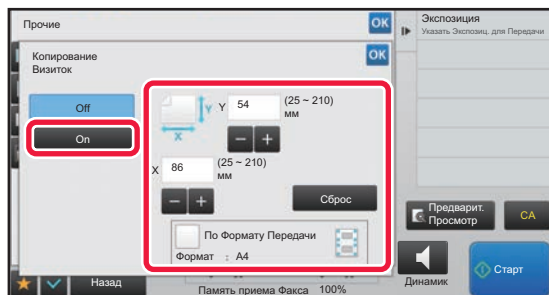 Прочие
OK
Экспозиция
Указать Экспозиц. для Передачи
Копирование
Визиток
OK
Off
On
Y
Y 54 (25 ~ 210)
мм
X
X 86 (25 ~ 210)
мм
Сброс
По Формату Передачи
Формат : A4
Предварит.
Просмотр
CA
Назад
Память приема Факса 100%
Динамик
Старт